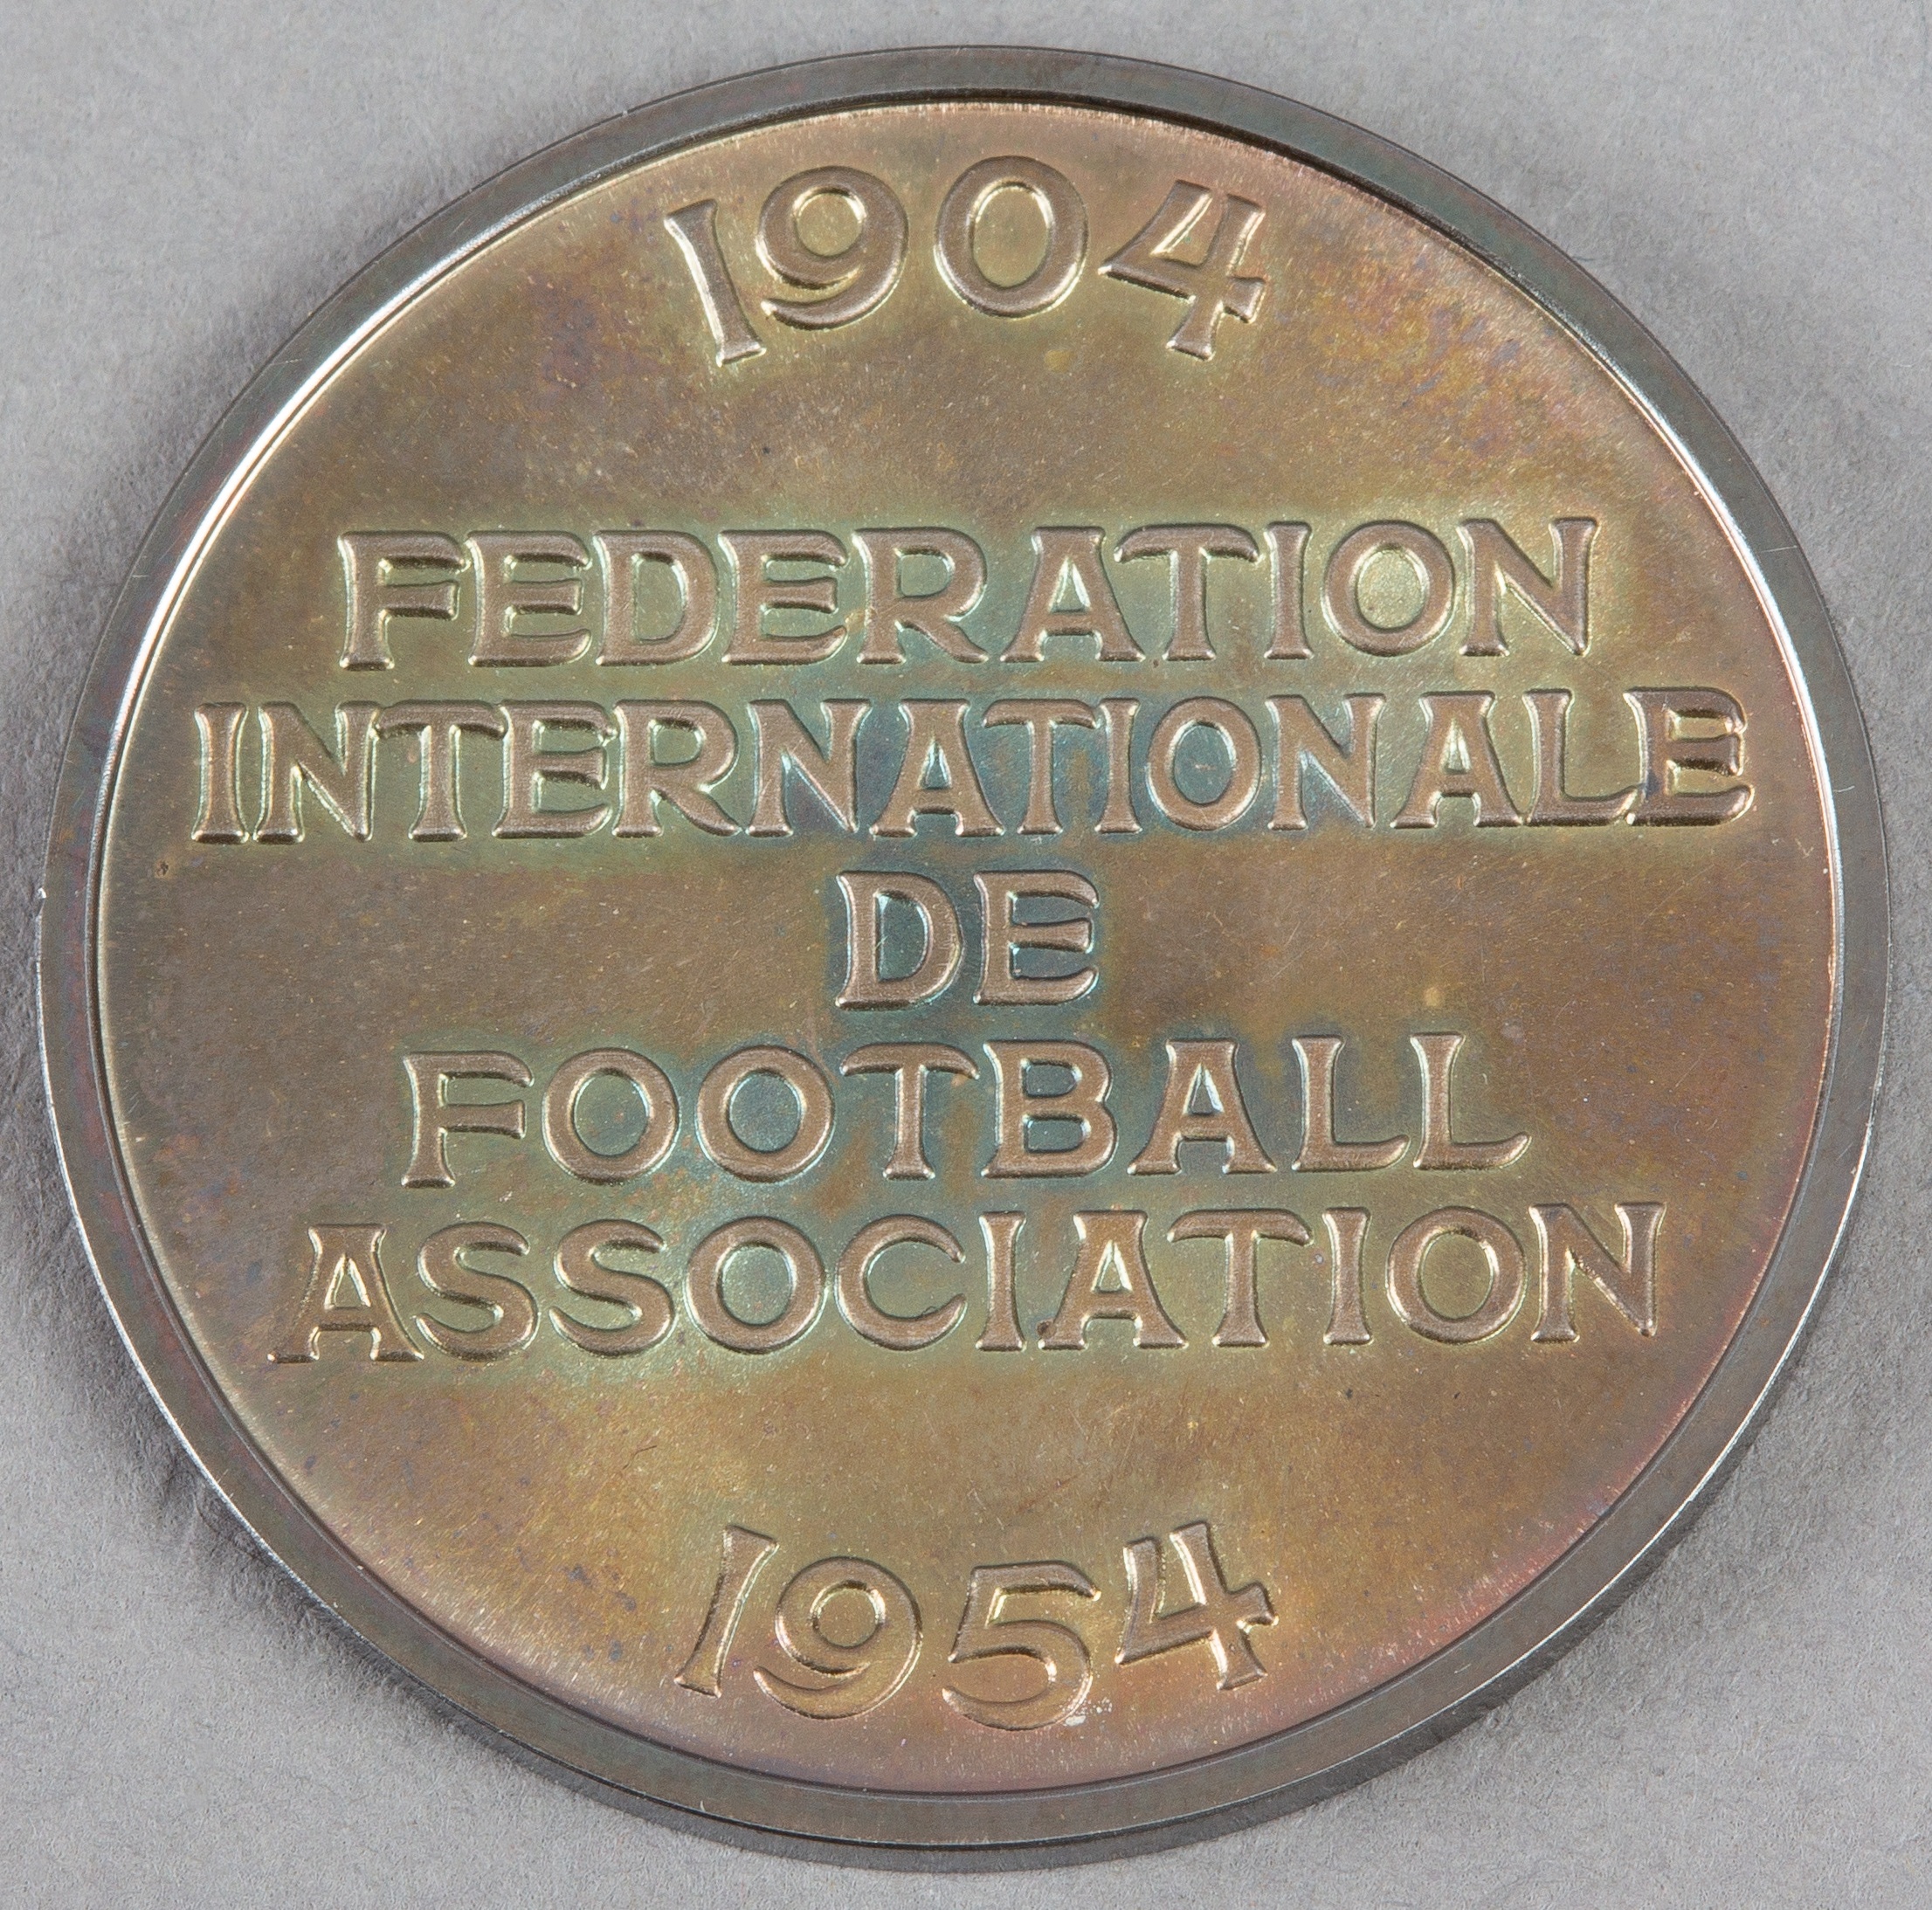 1904
FEDERATION
INTERNATIONALE
DE
FOOTBALL
ASSOCIATION
1954